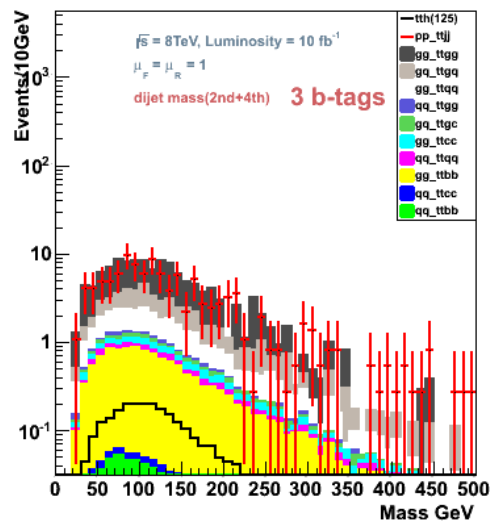 Events/10GeV
10³
10²
10
1
10⁻¹
√s = 8TeV, Luminosity = 10 fb⁻¹
μF = μR = 1
dijet mass(2nd+4th) 3 b-tags
tth(125)
pp_ttjj
gg_ttgg
gq_ttgq
gg_ttqq
qq_ttgg
gq_ttgc
gg_ttcc
qq_ttqq
gg_ttbb
qq_ttcc
qq_ttbb
0 50 100 150 200 250 300 350 400 450 500
Mass GeV